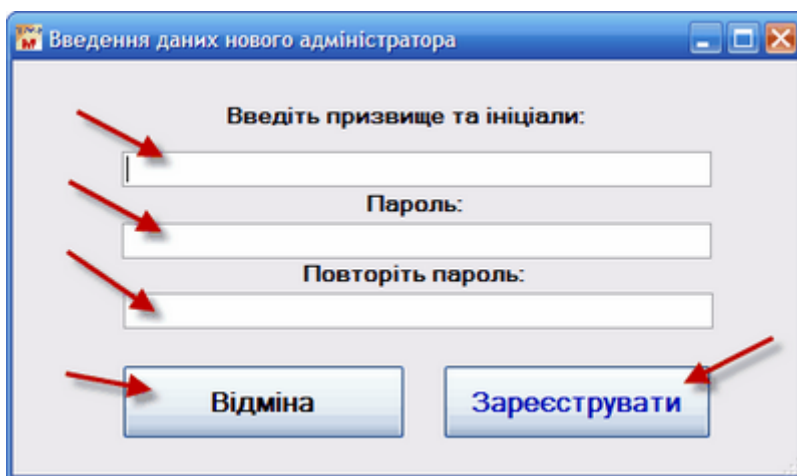 Введення даних нового адміністратора
Введіть призвище та ініціали:
Пароль:
Повторіть пароль:
Відміна
Зареєструвати